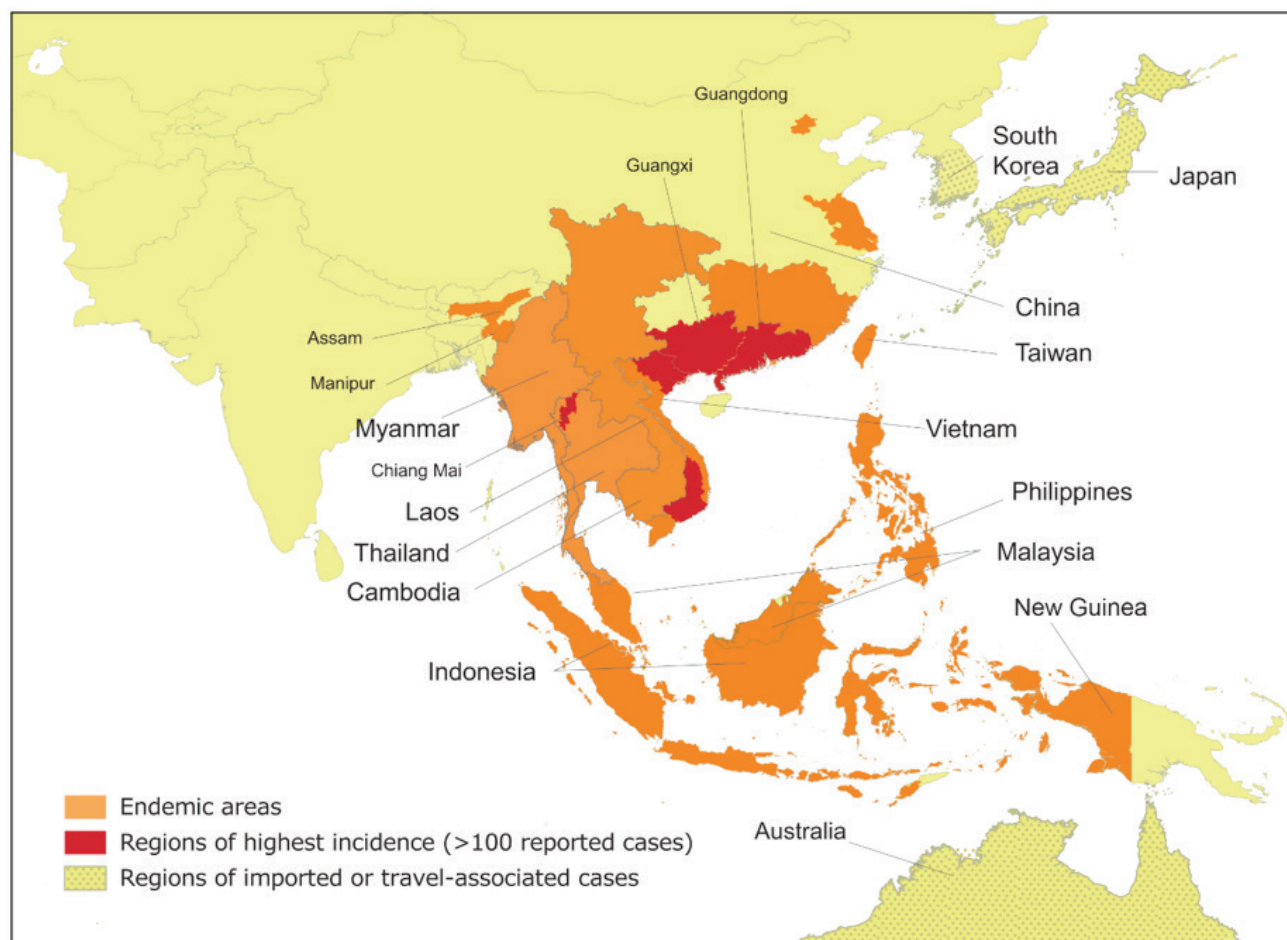 Guangdong
South
Korea
Guangxi
Japan
China
Assam
Taiwan
Manipur
Myanmar
Vietnam
Chiang Mai
Philippines
Laos
Thailand
Malaysia
Cambodia
New Guinea
Indonesia
Endemic areas
Regions of highest incidence (>100 reported cases)
Australia
Regions of imported or travel-associated cases